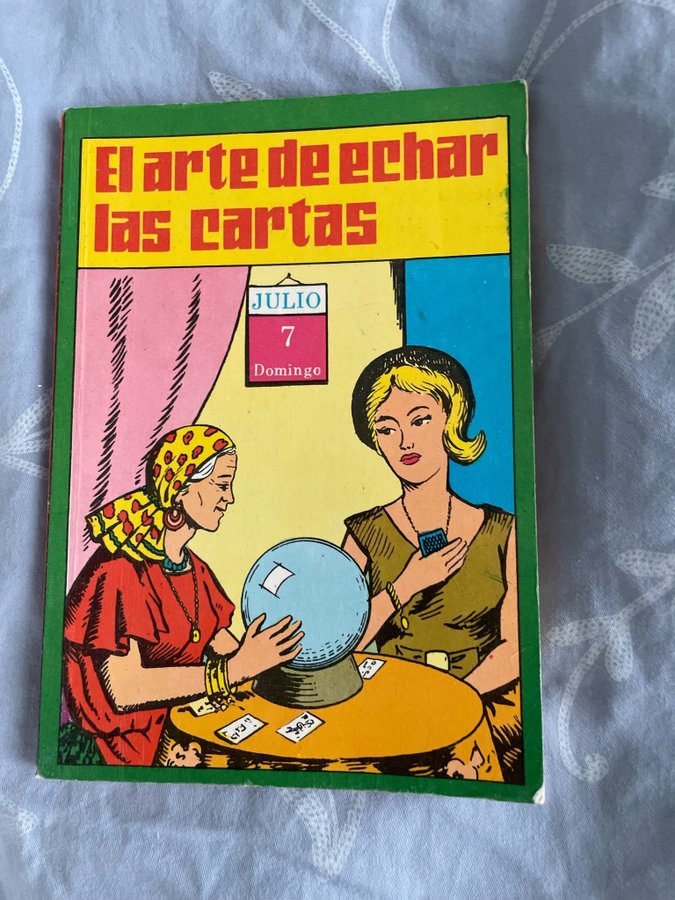 El arte de echar
las cartas
JULIO
7
Domingo